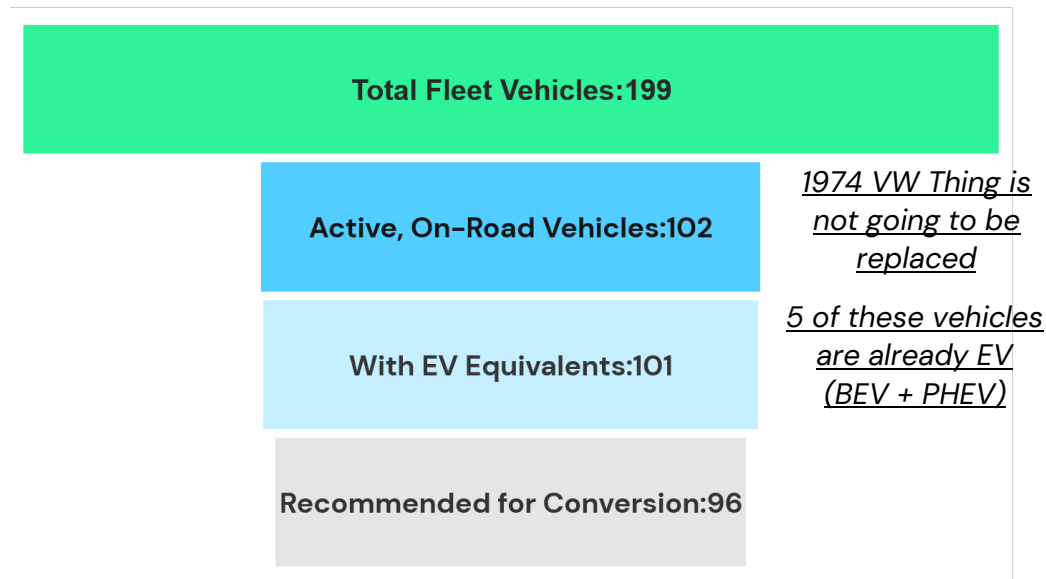 Total Fleet Vehicles:199
Active, On-Road Vehicles:102
1974 VW Thing is
not going to be
replaced
With EV Equivalents:101
5 of these vehicles
are already EV
(BEV + PHEV)
Recommended for Conversion:96